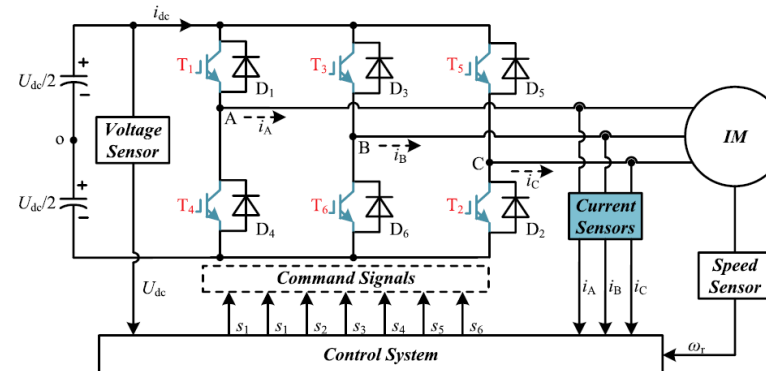 i_dc
T_1
D_1
T_3
D_3
T_5
D_5
U_dc/2
+
−
o
Voltage
Sensor
A
i_A
B
i_B
C
i_C
IM
U_dc/2
+
−
T_4
D_4
T_6
D_6
T_2
D_2
Current
Sensors
Speed
Sensor
U_dc
Command Signals
i_A
i_B
i_C
s_1
s_1
s_2
s_3
s_4
s_5
s_6
ω_r
Control System